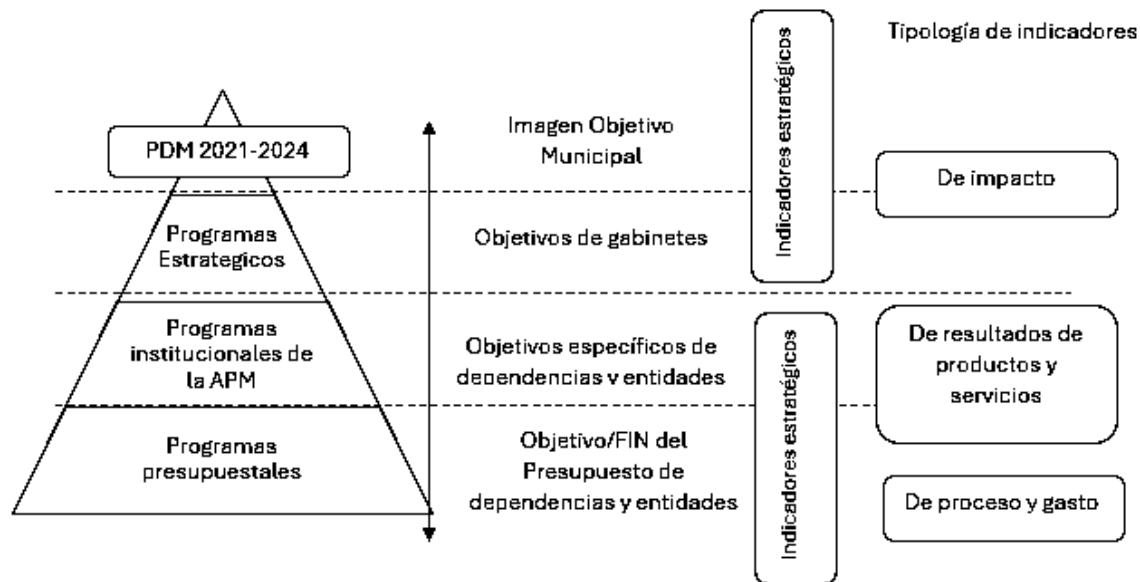 Tipología de indicadores
PDM 2021-2024
Imagen Objetivo
Municipal
Indicadores estratégicos
De impacto
Programas
Estrategicos
Objetivos de gabinetes
Programas
institucionales de
la APM
Objetivos específicos de
dependencias y entidades
Indicadores estratégicos
De resultados de
productos y
servicios
Programas
presupuestales
Objetivo/FIN del
Presupuesto de
dependencias y entidades
De proceso y gasto